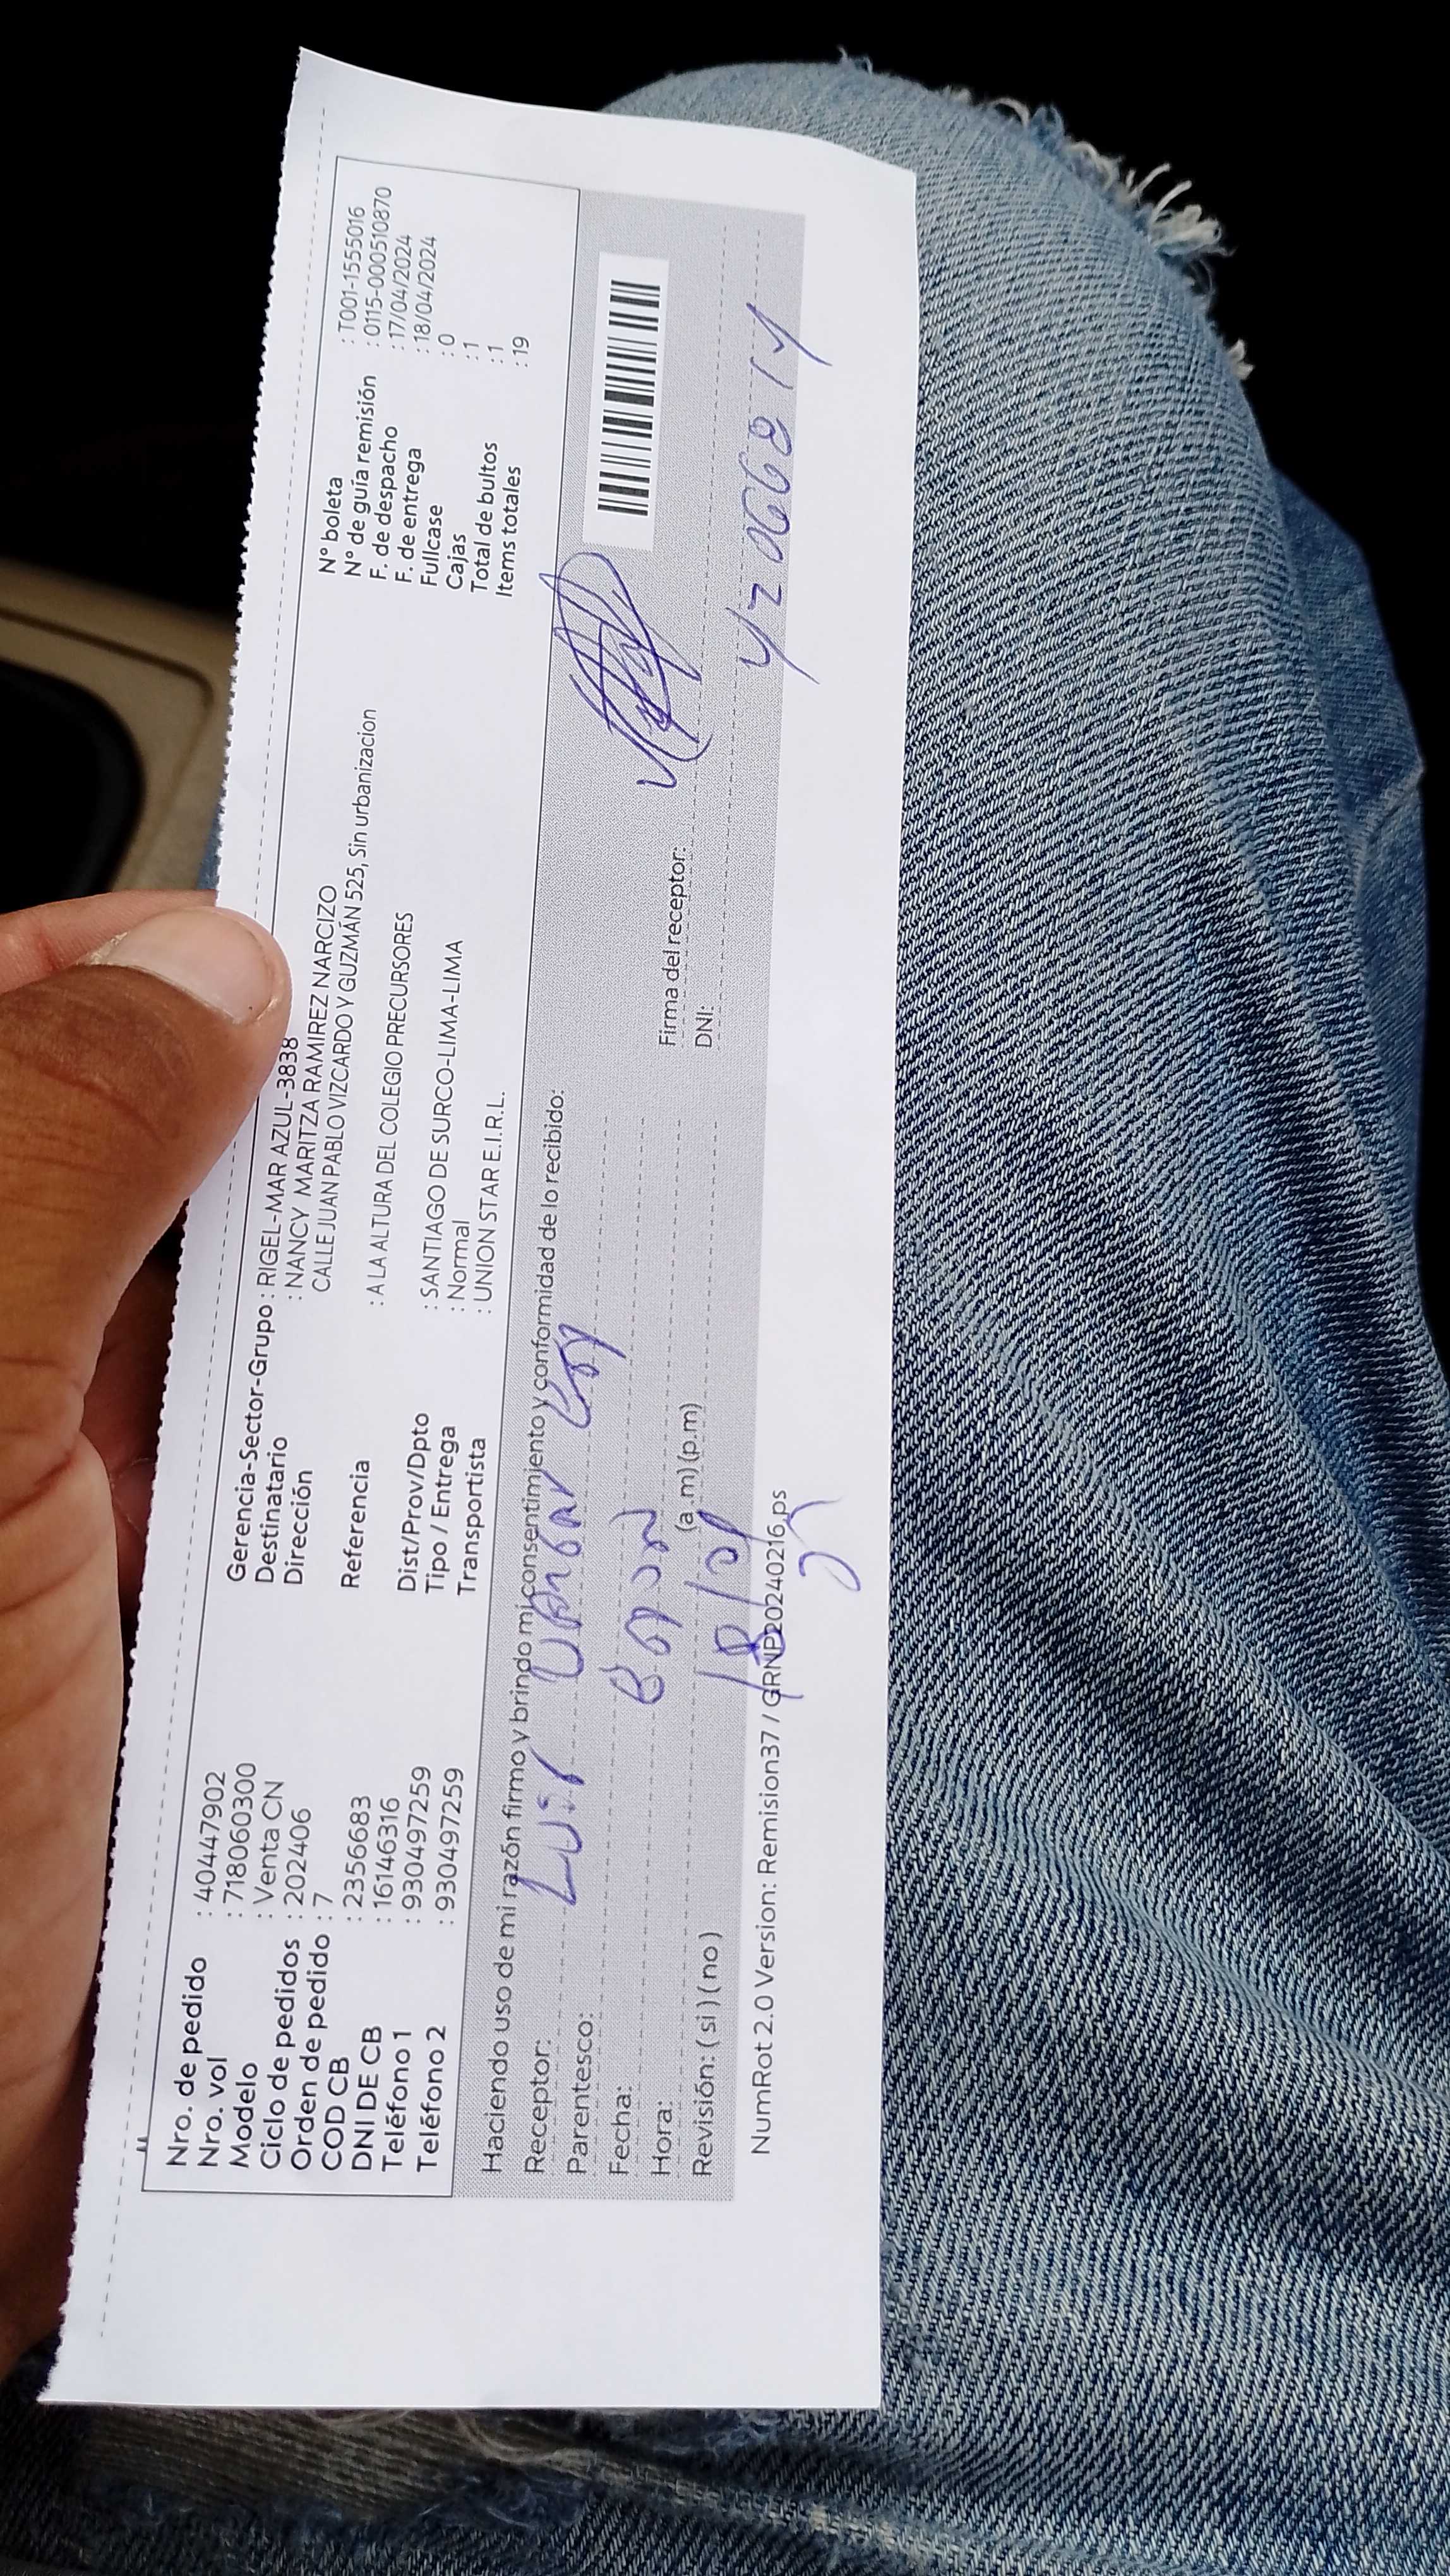 Nro. de pedido : 40447902
Nro. vol : 718060300
Modelo : Venta CN
Ciclo de pedidos : 202406
Orden de pedido : 7
COD CB : 2356683
DNI DE CB : 16146316
Teléfono 1 : 930497259
Teléfono 2 : 930497259
Gerencia-Sector-Grupo : RIGEL-MAR AZUL-3838
Destinatario : NANCY MARITZA RAMIREZ NARCIZO
Dirección CALLE JUAN PABLO VIZCARDO Y GUZMÁN 525, Sin urbanizacion
Referencia : A LA ALTURA DEL COLEGIO PRECURSORES
Dist/Prov/Dpto : SANTIAGO DE SURCO-LIMA-LIMA
Tipo / Entrega : Normal
Transportista : UNION STAR E.I.R.L.
N° boleta : T001-1555016
N° de guía remisión : 0115-000510870
F. de despacho : 17/04/2024
F. de entrega : 18/04/2024
Fullcase : 0
Cajas : 1
Total de bultos : 1
Items totales : 19
Haciendo uso de mi razón firmo y brindo mi consentimiento y conformidad de lo recibido:
Receptor: Luis
Parentesco:
Fecha:
Hora: (a.m) (p.m)
Revisión: ( si ) ( no )
Firma del receptor:
DNI:
NumRot 2.0 Version: Remision37 / GRNP20240216.ps